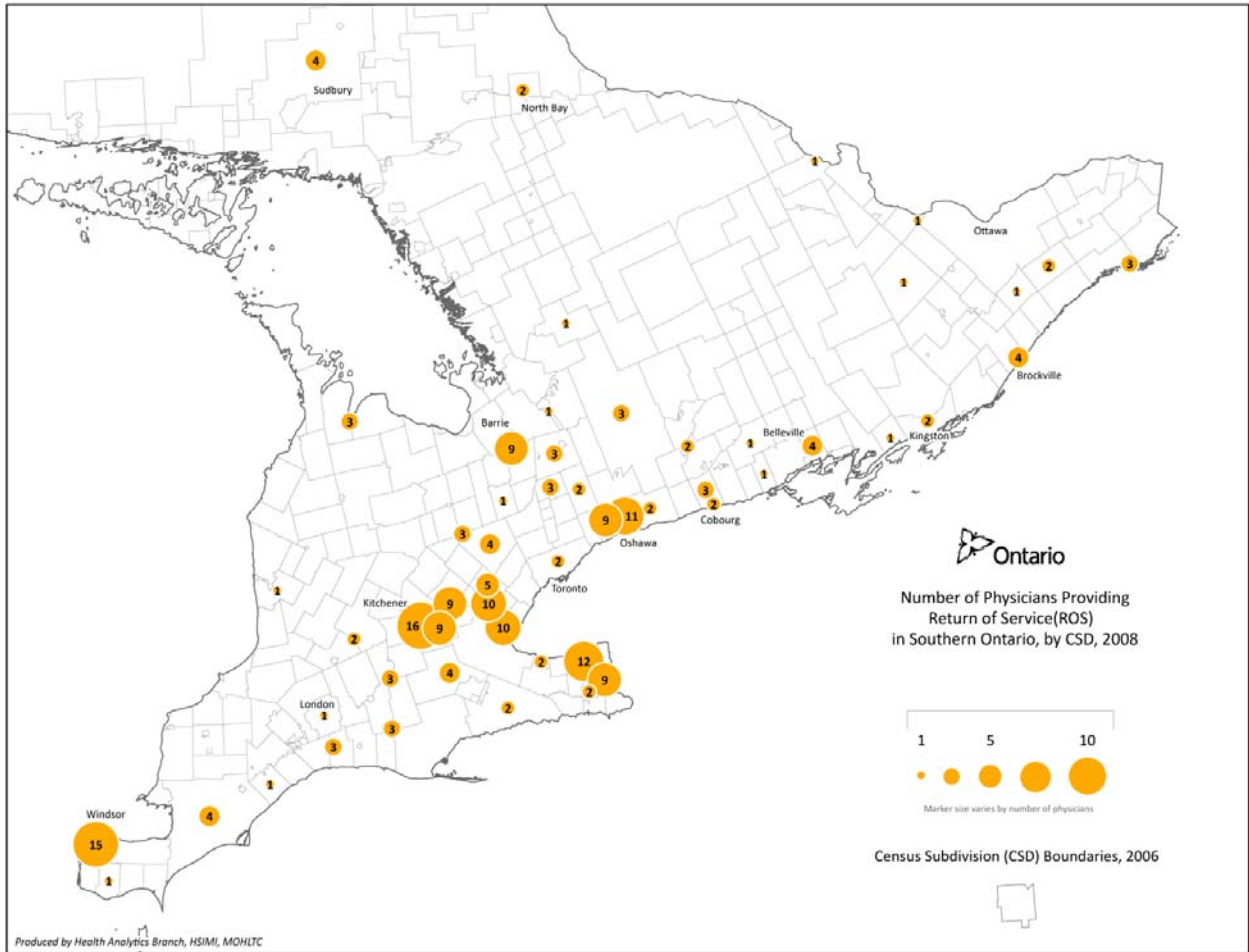 4
Sudbury
2
North Bay
1
1
Ottawa
2
3
1
1
1
4
Brockville
3
1
3
Barrie
9
3
2
1
Belleville
4
1
2
Kingston
1
3
2
1
3
2
Cobourg
9
11
2
Oshawa
3
4
2
Toronto
1
5
Kitchener
9
10
16
9
10
2
2
12
9
2
3
4
2
London
1
3
3
1
4
Windsor
15
1
Ontario
Number of Physicians Providing
Return of Service(ROS)
in Southern Ontario, by CSD, 2008
1 5 10
Marker size varies by number of physicians
Census Subdivision (CSD) Boundaries, 2006
Produced by Health Analytics Branch, HSIMI, MOHLTC